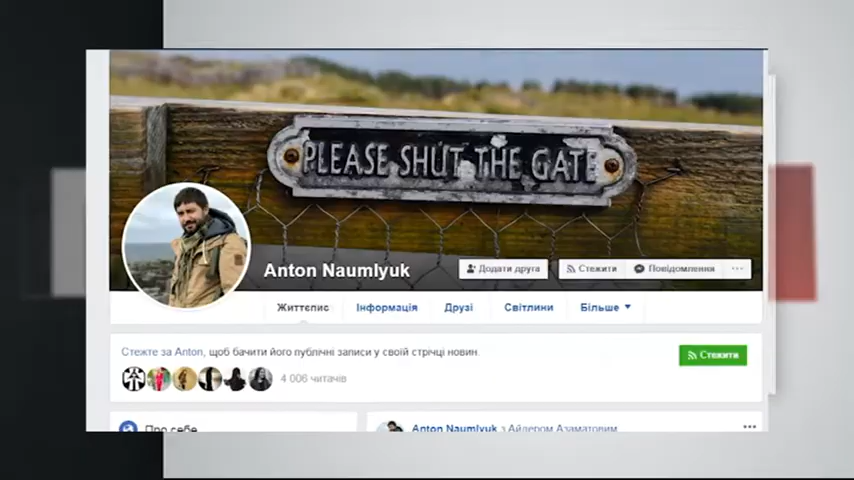 PLEASE SHUT THE GATE
Anton Naumlyuk
Додати друга
Стежити
Повідомлення
Життєпис
Інформація
Друзі
Світлини
Більше
Стежте за Anton, щоб бачити його публічні записи у своїй стрічці новин.
Стежити
4 006 читачів
Про себе
Anton Naumlyuk з Айдером Азаматовим